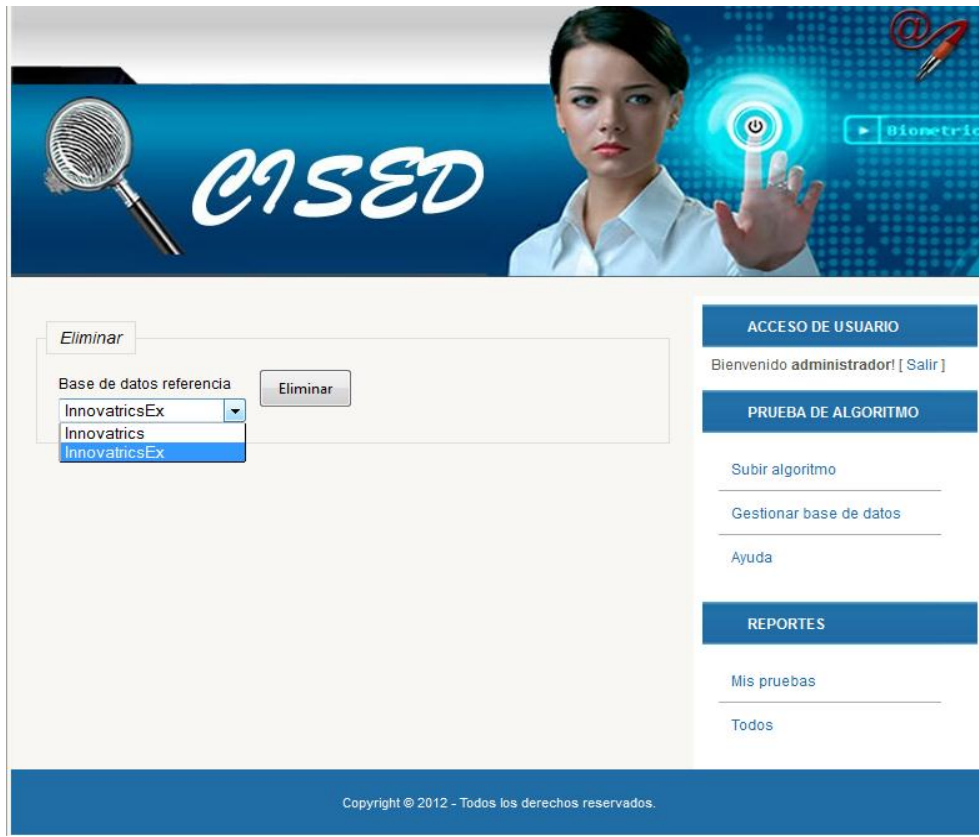 @
Biometric
CISED
Eliminar
Base de datos referencia
Eliminar
InnovatricsEx
Innovatrics
InnovatricsEx
ACCESO DE USUARIO
Bienvenido administrador! [ Salir ]
PRUEBA DE ALGORITMO
Subir algoritmo
Gestionar base de datos
Ayuda
REPORTES
Mis pruebas
Todos
Copyright © 2012 - Todos los derechos reservados.